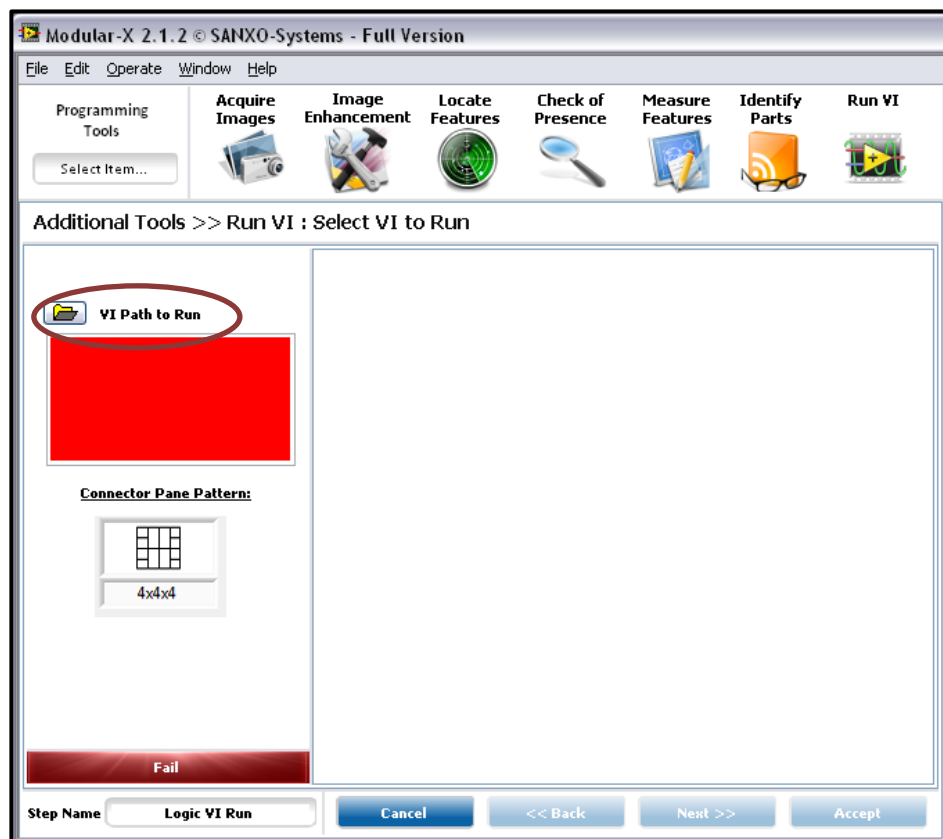 Modular-X 2.1.2 © SANXO-Systems - Full Version
File Edit Operate Window Help
Programming
Tools
Select Item...
Acquire
Images
Image
Enhancement
Locate
Features
Check of
Presence
Measure
Features
Identify
Parts
Run VI
Additional Tools >> Run VI : Select VI to Run
VI Path to Run
Connector Pane Pattern:
4x4x4
Fail
Step Name Logic VI Run Cancel << Back Next >> Accept